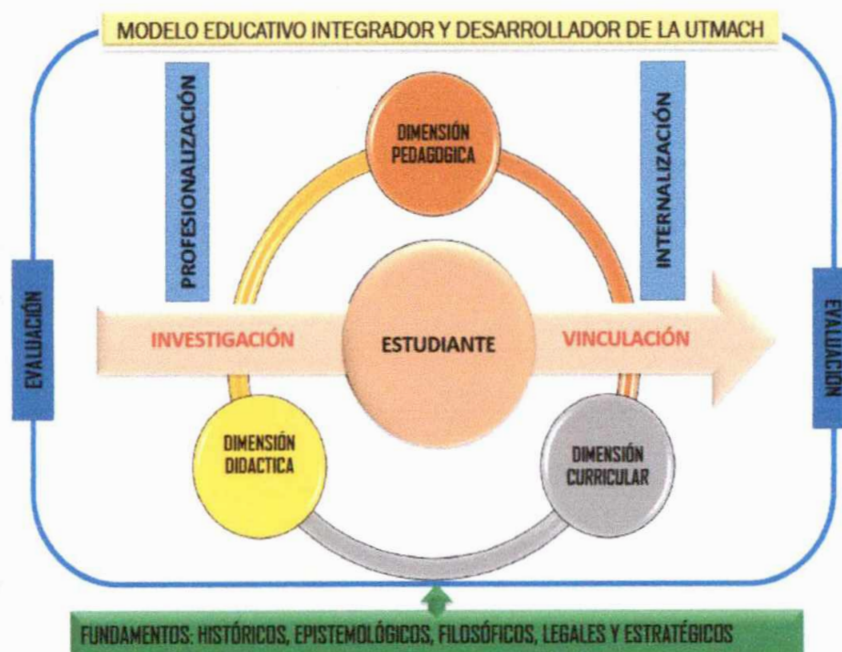 MODELO EDUCATIVO INTEGRADOR Y DESARROLLADOR DE LA UTMACH
PROFESIONALIZACIÓN
DIMENSIÓN
PEDAGOGICA
INTERNALIZACIÓN
EVALUACIÓN
INVESTIGACIÓN
ESTUDIANTE
VINCULACIÓN
EVALUACION
DIMENSIÓN
DIDACTICA
DIMENSIÓN
CURRICULAR
FUNDAMENTOS: HISTÓRICOS, EPISTEMOLÓGICOS, FILOSÓFICOS, LEGALES Y ESTRATÉGICOS